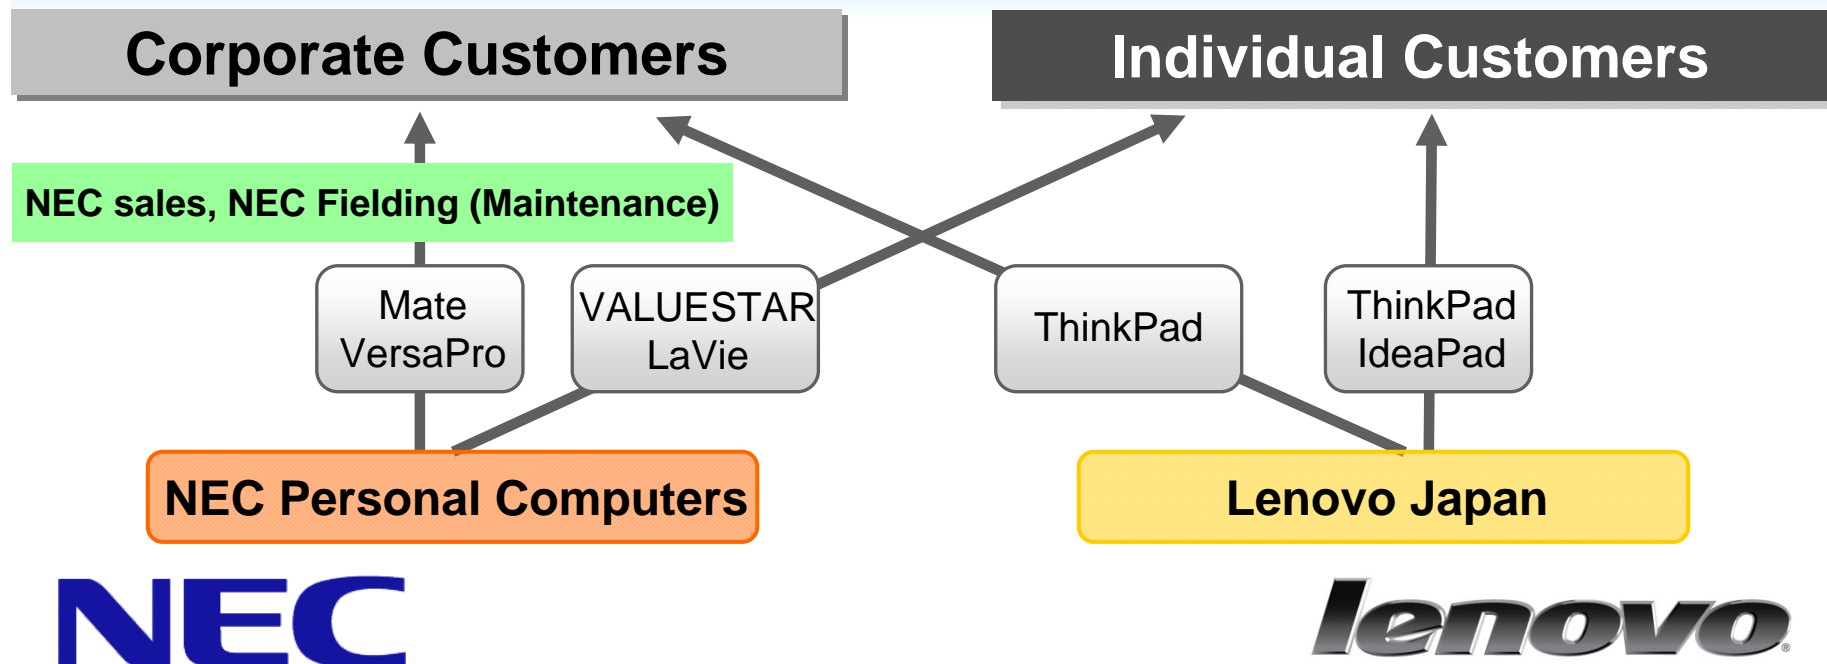 Corporate Customers
Individual Customers
NEC sales, NEC Fielding (Maintenance)
Mate
VersaPro
VALUESTAR
LaVie
ThinkPad
ThinkPad
IdeaPad
NEC Personal Computers
Lenovo Japan
NEC
lenovo®